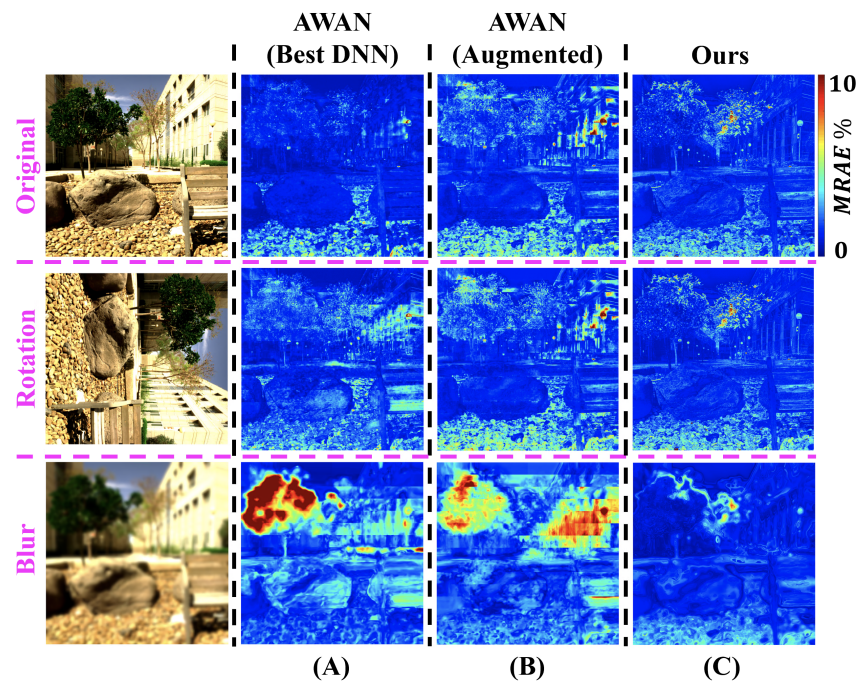 AWAN
(Best DNN)
AWAN
(Augmented)
Ours
Original
10
MRAE %
0
Rotation
Blur
(A)
(B)
(C)